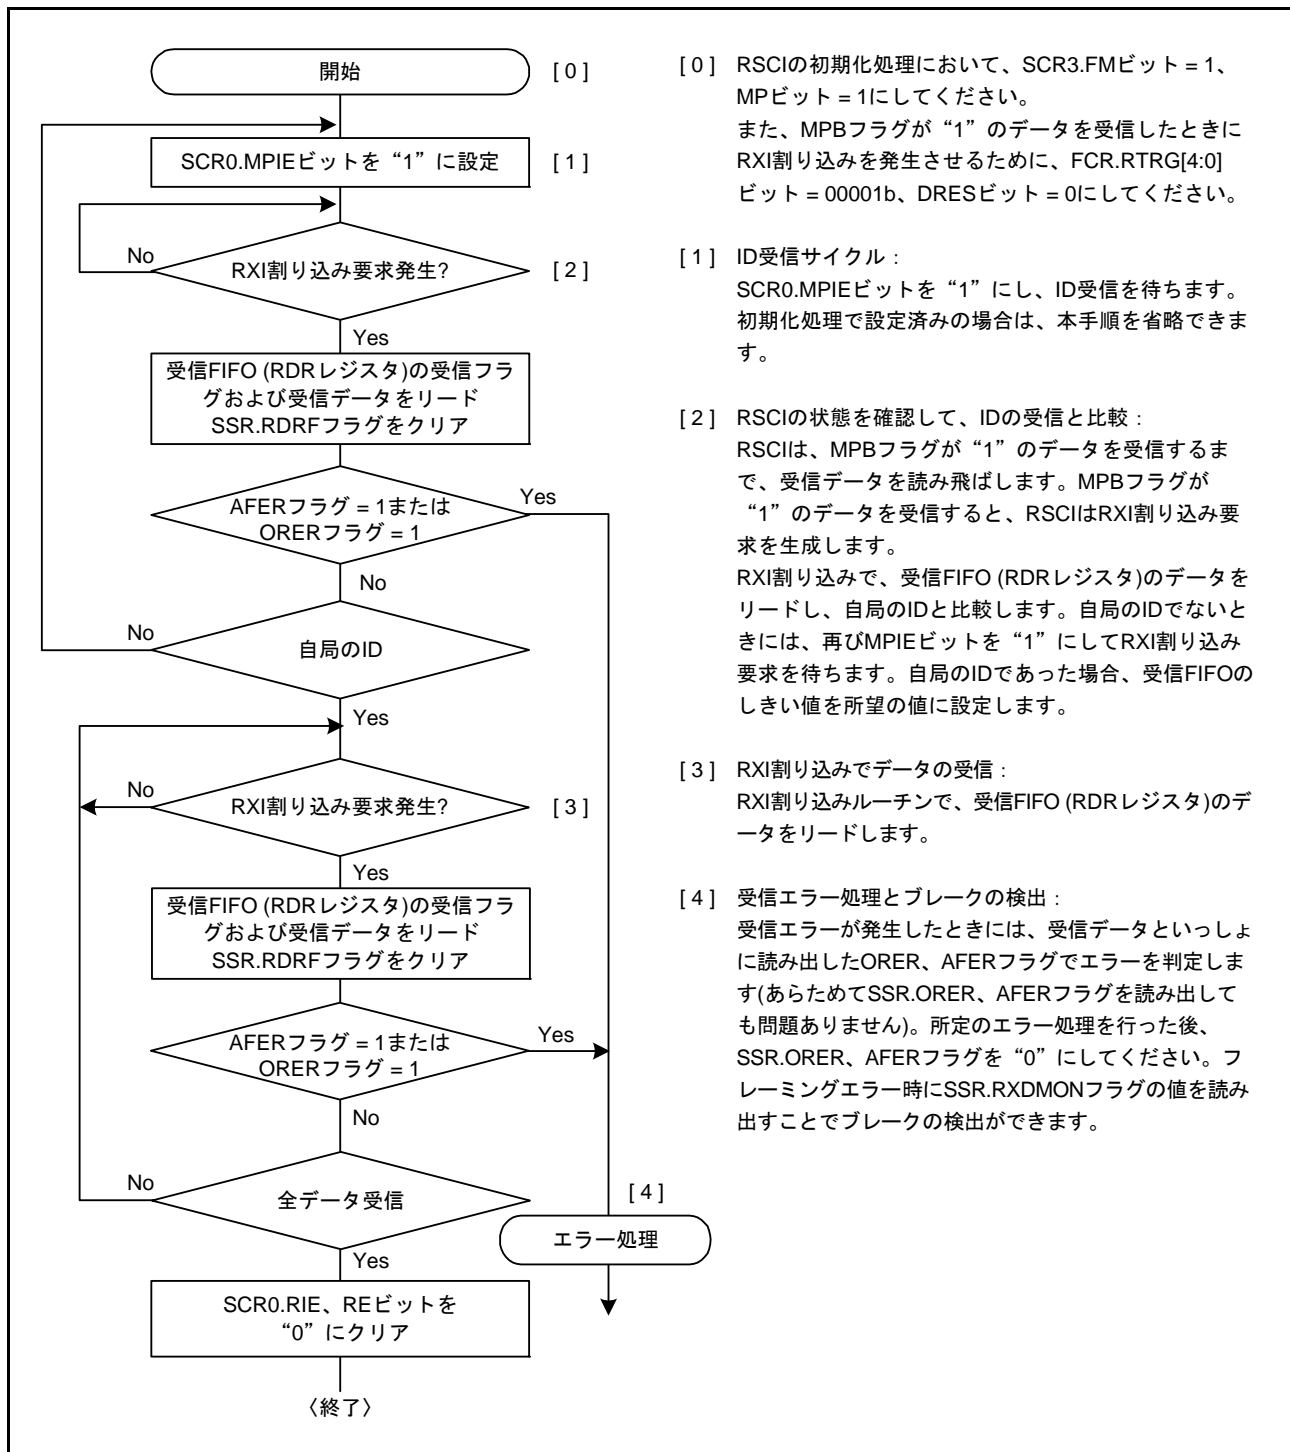 開始
[ 0 ]
SCR0.MPIEビットを“1”に設定
[ 1 ]
No
RXI割り込み要求発生?
[ 2 ]
Yes
受信FIFO (RDRレジスタ)の受信フラ
グおよび受信データをリード
SSR.RDRFフラグをクリア
AFERフラグ = 1または
ORERフラグ = 1
Yes
No
No
自局のID
Yes
No
RXI割り込み要求発生?
[ 3 ]
Yes
受信FIFO (RDRレジスタ)の受信フラ
グおよび受信データをリード
SSR.RDRFフラグをクリア
AFERフラグ = 1または
ORERフラグ = 1
Yes
No
No
全データ受信
[ 4 ]
エラー処理
Yes
SCR0.RIE、REビットを
“0”にクリア
〈終了〉
[ 0 ] RSCIの初期化処理において、SCR3.FMビット = 1、
MPビット = 1にしてください。
また、MPBフラグが“1”のデータを受信したときに
RXI割り込みを発生させるために、FCR.RTRG[4:0]
ビット = 00001b、DRESビット = 0にしてください。
[ 1 ] ID受信サイクル：
SCR0.MPIEビットを“1”にし、ID受信を待ちます。
初期化処理で設定済みの場合は、本手順を省略できま
す。
[ 2 ] RSCIの状態を確認して、IDの受信と比較：
RSCIは、MPBフラグが“1”のデータを受信するま
で、受信データを読み飛ばします。MPBフラグが
“1”のデータを受信すると、RSCIはRXI割り込み要
求を生成します。
RXI割り込みで、受信FIFO (RDRレジスタ)のデータを
リードし、自局のIDと比較します。自局のIDでないと
きには、再びMPIEビットを“1”にしてRXI割り込み
要求を待ちます。自局のIDであった場合、受信FIFOの
しきい値を所望の値に設定します。
[ 3 ] RXI割り込みでデータの受信：
RXI割り込みルーチンで、受信FIFO (RDRレジスタ)のデ
ータをリードします。
[ 4 ] 受信エラー処理とブレークの検出：
受信エラーが発生したときには、受信データといっしょ
に読み出したORER、AFERフラグでエラーを判定しま
す(あらためてSSR.ORER、AFERフラグを読み出して
も問題ありません)。所定のエラー処理を行った後、
SSR.ORER、AFERフラグを“0”にしてください。フ
レーミングエラー時にSSR.RXDMONフラグの値を読み
出すことでブレークの検出ができます。